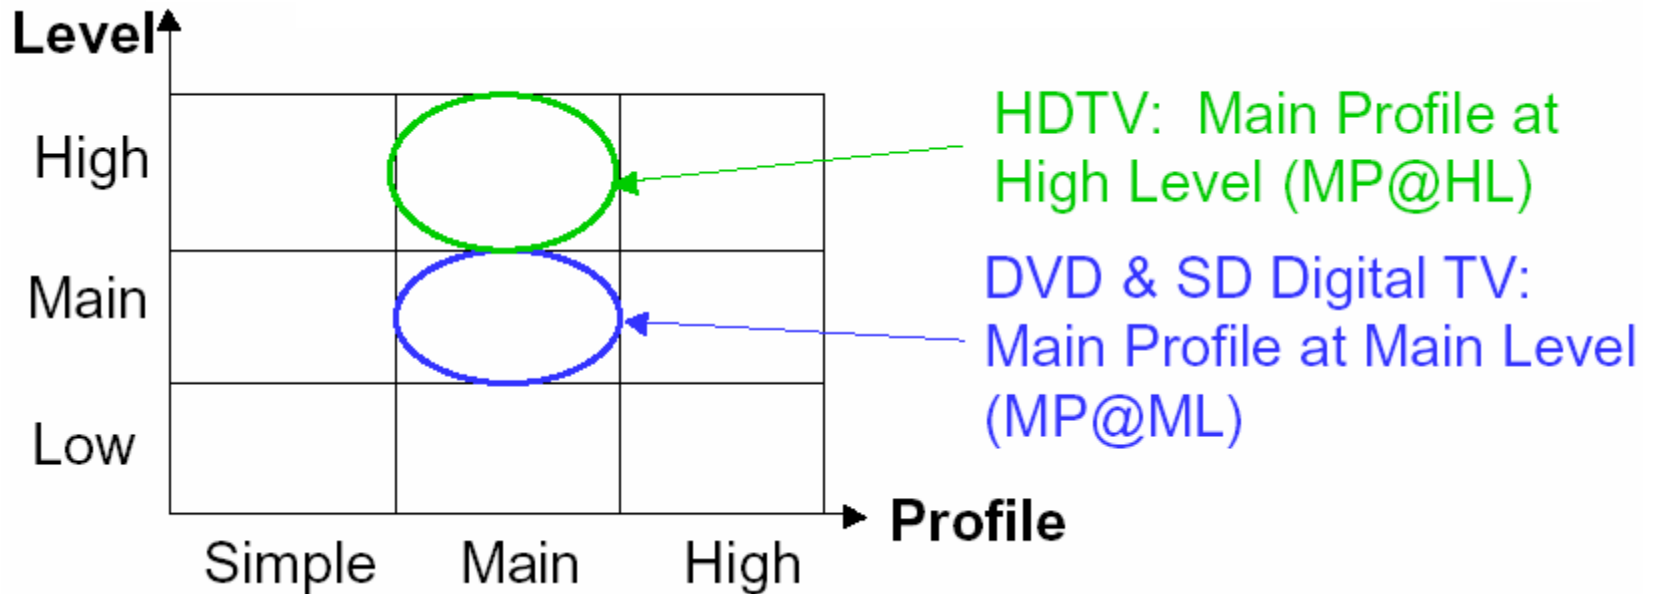 Level
High
Main
Low
Simple Main High
Profile
HDTV: Main Profile at
High Level (MP@HL)
DVD & SD Digital TV:
Main Profile at Main Level
(MP@ML)